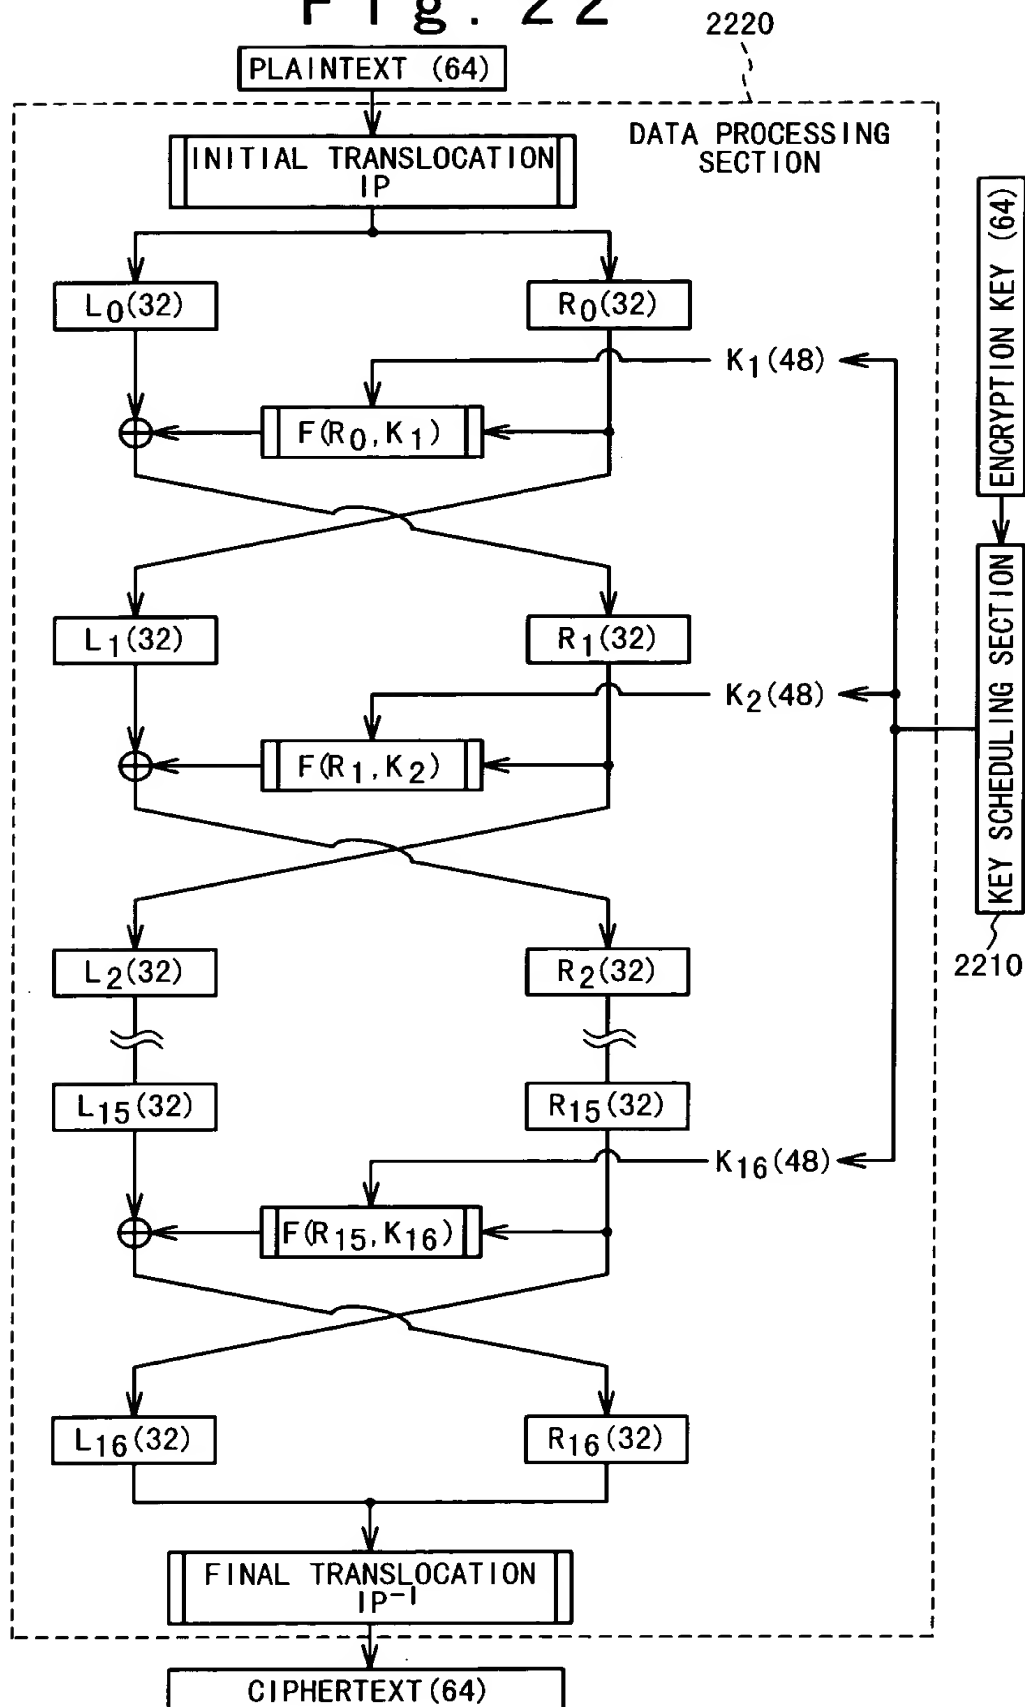 Fig. 22
2220
PLAINTEXT (64)
DATA PROCESSING
SECTION
INITIAL TRANSLOCATION
IP
ENCRYPTION KEY (64)
L0(32)
R0(32)
K1(48)
F(R0,K1)
KEY SCHEDULING SECTION
L1(32)
R1(32)
K2(48)
F(R1,K2)
L2(32)
R2(32)
2210
L15(32)
R15(32)
K16(48)
F(R15,K16)
L16(32)
R16(32)
FINAL TRANSLOCATION
IP-1
CIPHERTEXT(64)